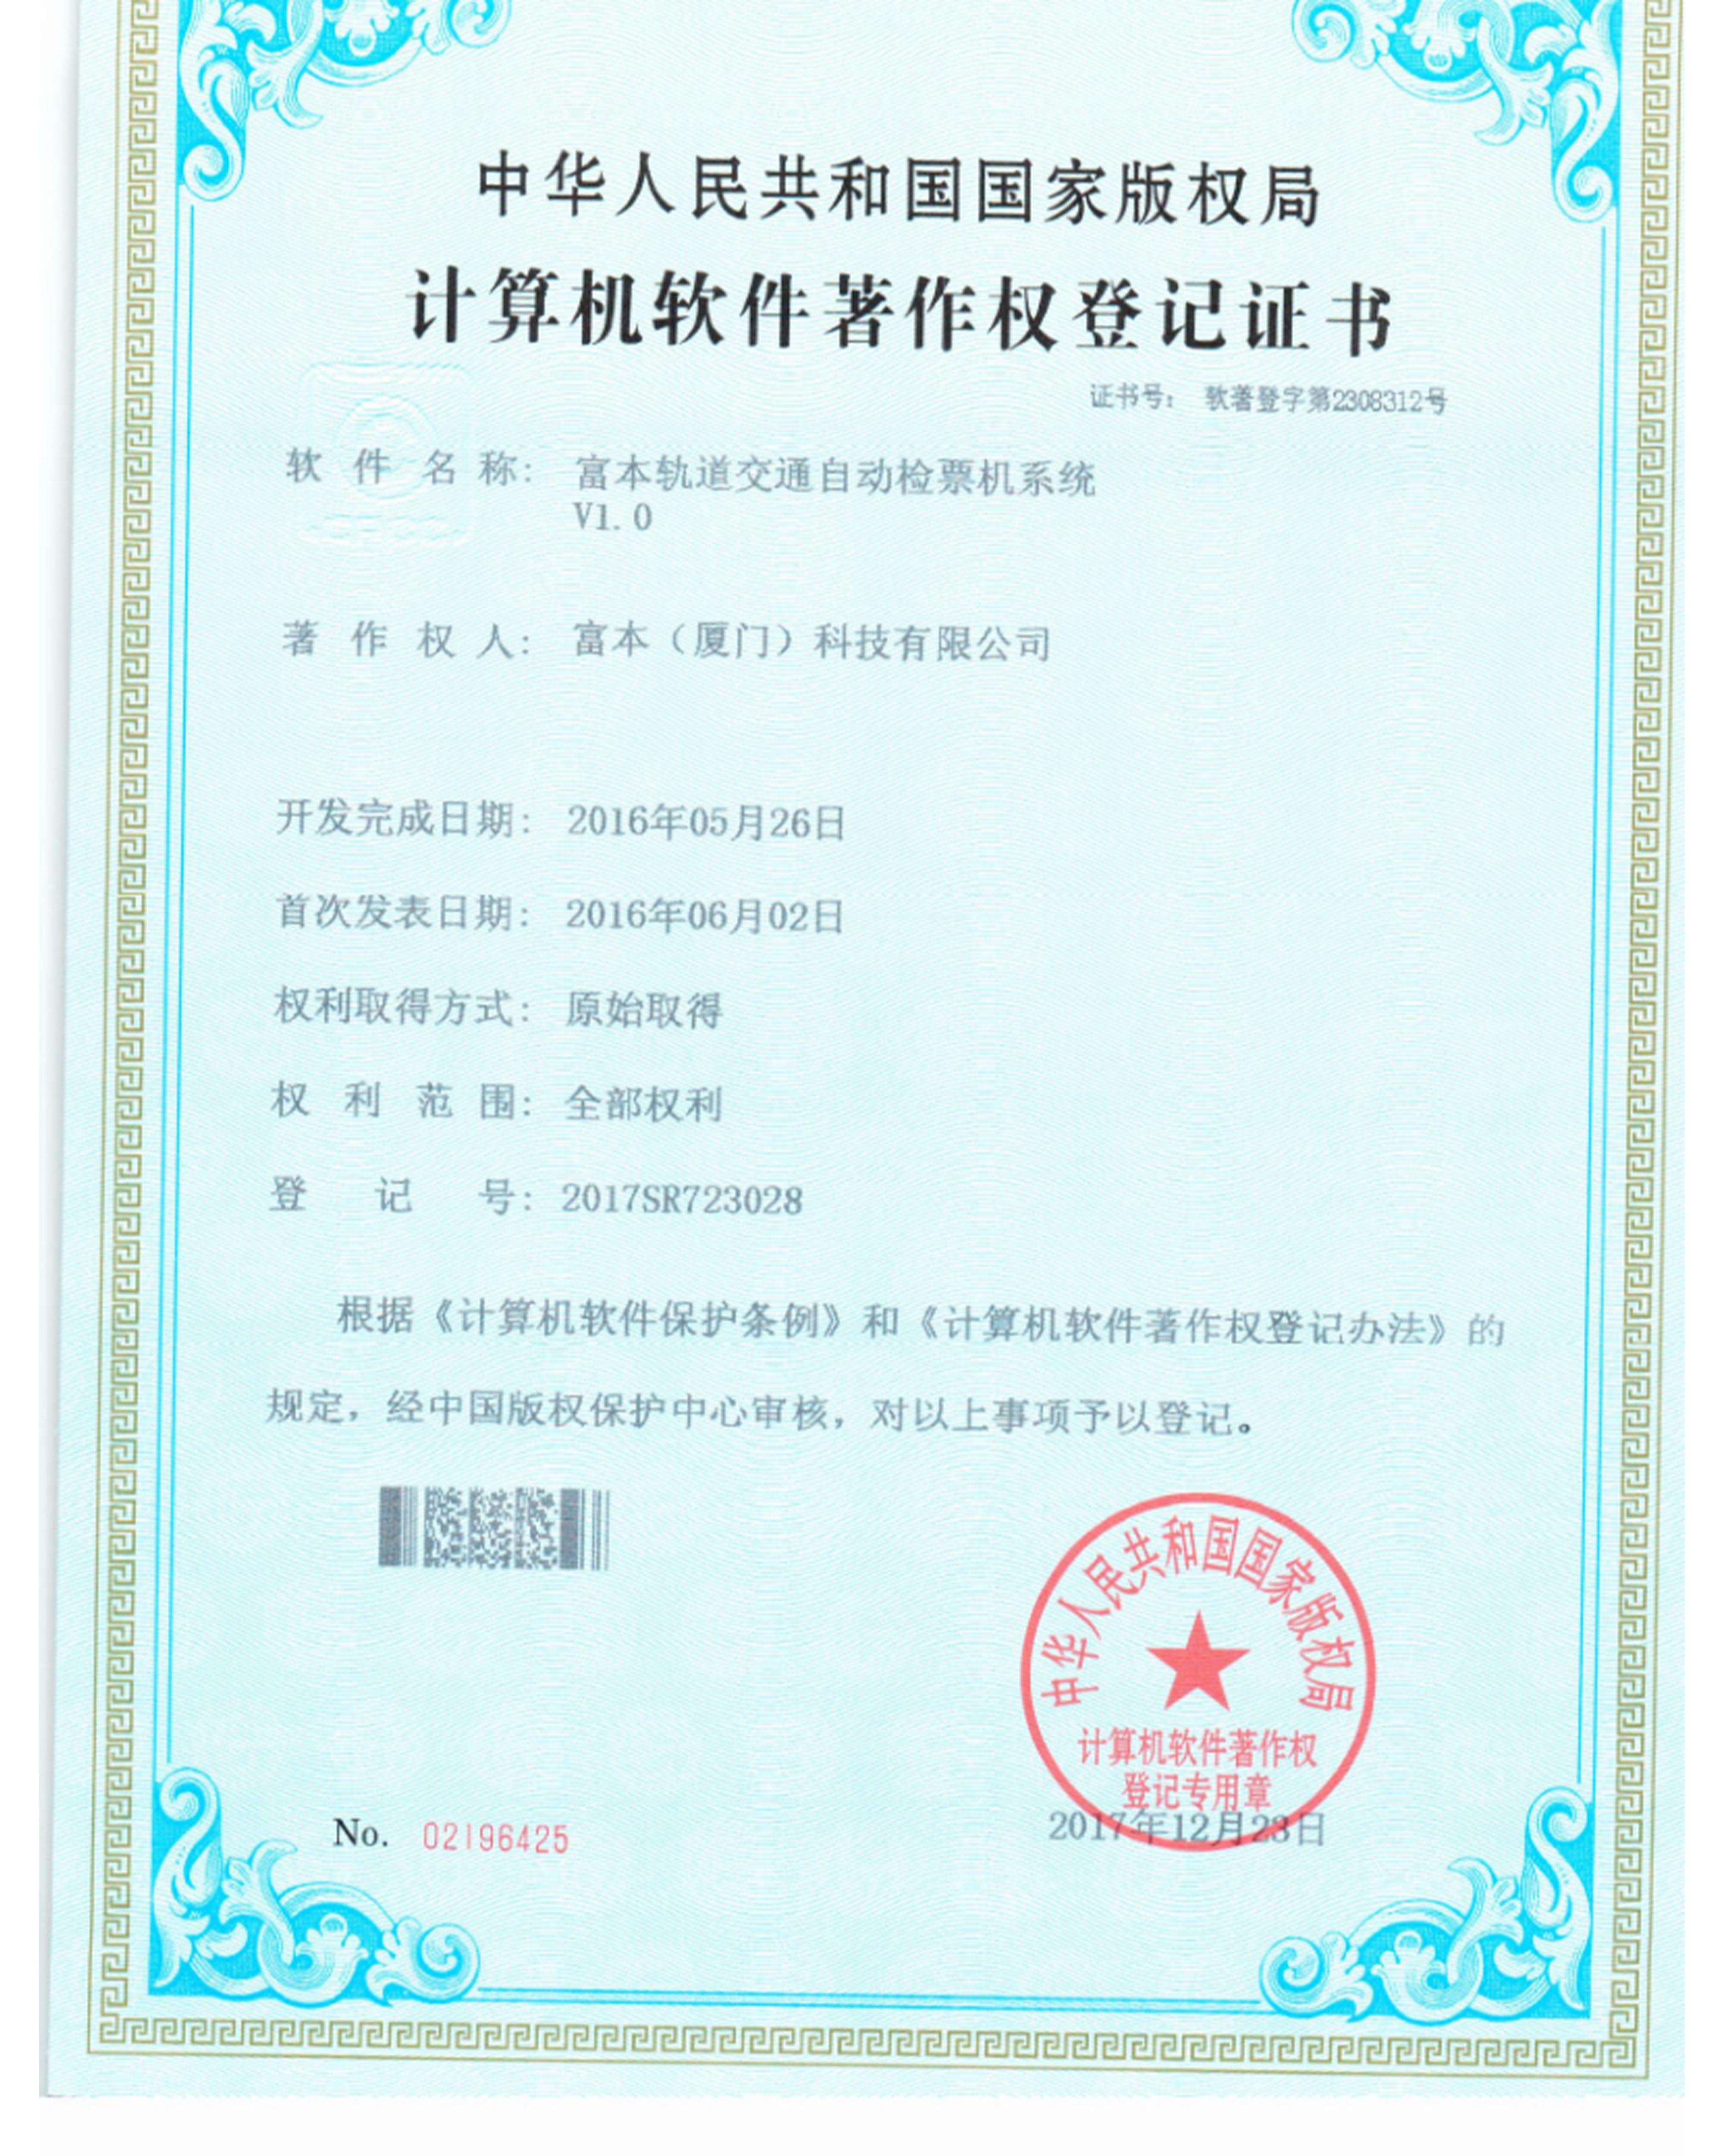 中华人民共和国国家版权局
计算机软件著作权登记证书
证书号： 软著登字第2308312号
软件名称： 富本轨道交通自动检票机系统
V1.0
著作权人： 富本（厦门）科技有限公司
开发完成日期： 2016年05月26日
首次发表日期： 2016年06月02日
权利取得方式： 原始取得
权利范围： 全部权利
登记号： 2017SR723028
根据《计算机软件保护条例》和《计算机软件著作权登记办法》的
规定，经中国版权保护中心审核，对以上事项予以登记。
中华人民共和国国家版权局
计算机软件著作权
登记专用章
2017年12月23日
No. 02196425